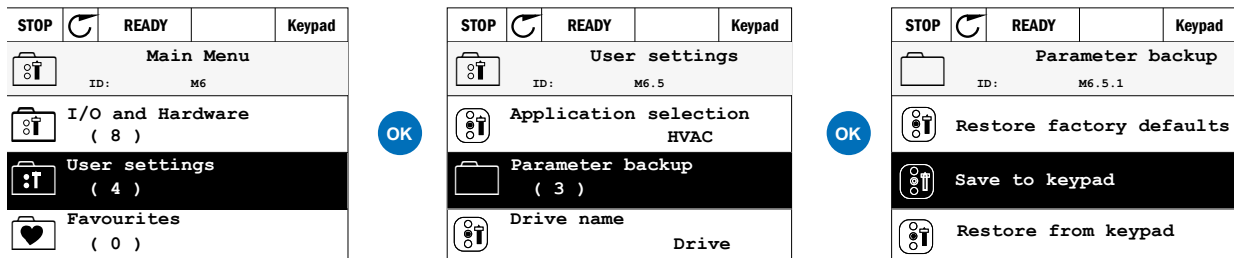 STOP READY Keypad
Main Menu
ID: M6
I/O and Hardware
( 8 )
User settings
( 4 )
Favourites
( 0 )
OK
STOP READY Keypad
User settings
ID: M6.5
Application selection
HVAC
Parameter backup
( 3 )
Drive name
Drive
OK
STOP READY Keypad
Parameter backup
ID: M6.5.1
Restore factory defaults
Save to keypad
Restore from keypad